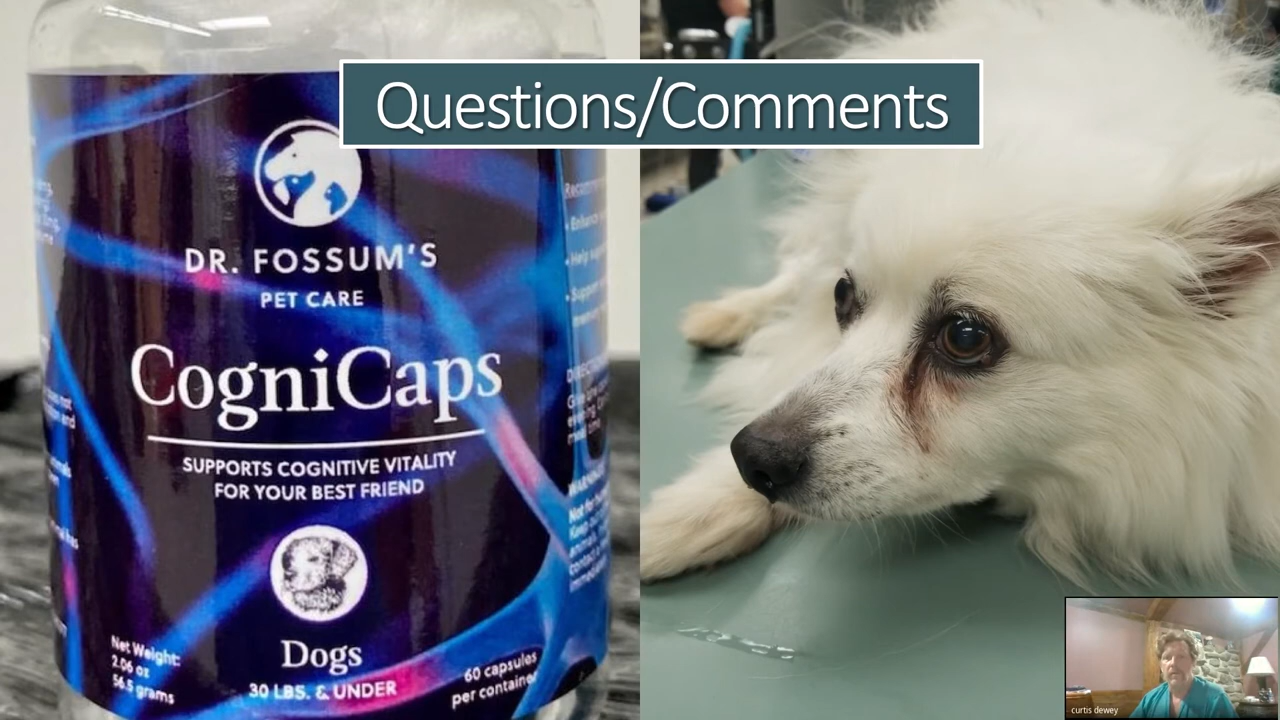 Questions/Comments
DR. FOSSUM'S
PET CARE
CogniCaps
SUPPORTS COGNITIVE VITALITY
FOR YOUR BEST FRIEND
Dogs
30 LBS. & UNDER
Net Weight:
2.06 oz
56.5 grams
60 capsules
per container
curtis dewey